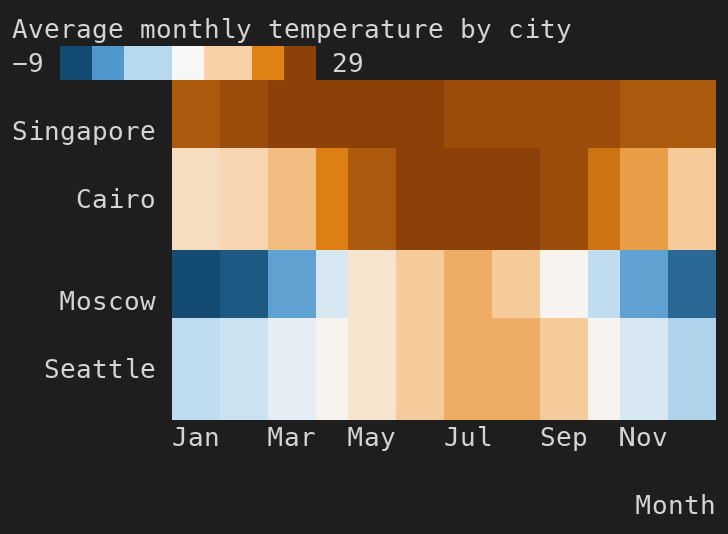 Average monthly temperature by city
−9 29
Singapore
Cairo
Moscow
Seattle
Jan Mar May Jul Sep Nov
Month